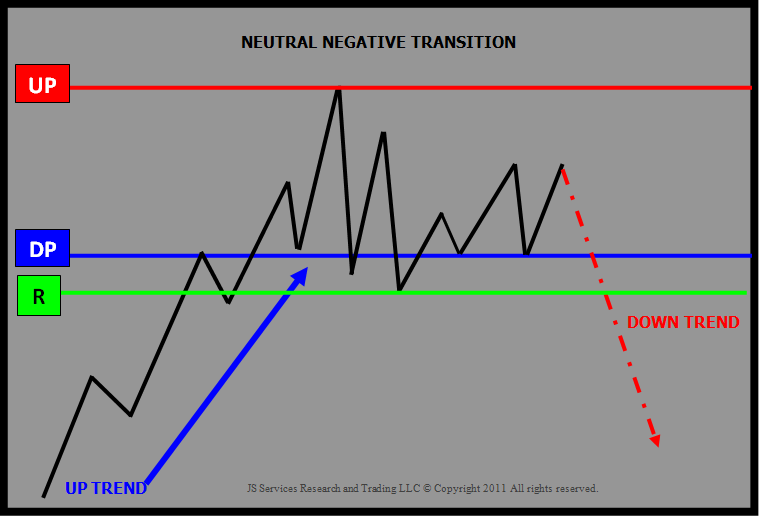 NEUTRAL NEGATIVE TRANSITION
UP
DP
R
DOWN TREND
UP TREND
JS Services Research and Trading LLC © Copyright 2011 All rights reserved.